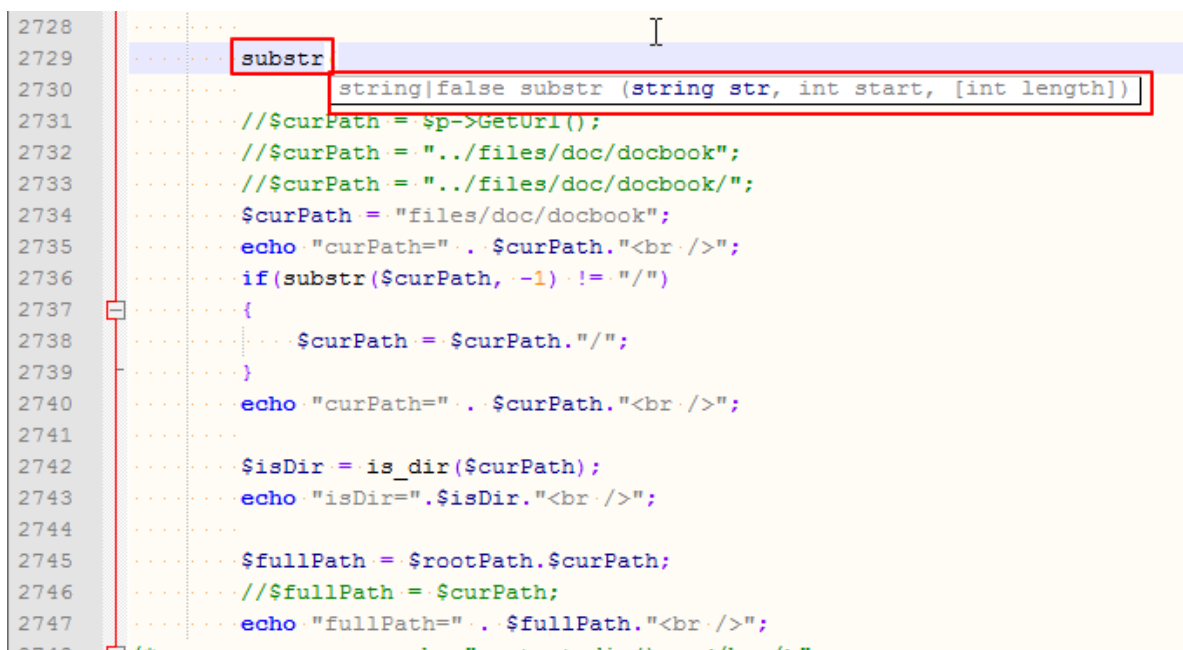 2728
2729 substr
2730 string|false substr (string str, int start, [int length])
2731 //$curPath = $p->GetUrl();
2732 //$curPath = "../files/doc/docbook";
2733 //$curPath = "../files/doc/docbook/";
2734 $curPath = "files/doc/docbook";
2735 echo "curPath=" . $curPath."<br />";
2736 if(substr($curPath, -1) != "/")
2737 {
2738 $curPath = $curPath."/";
2739 }
2740 echo "curPath=" . $curPath."<br />";
2741
2742 $isDir = is_dir($curPath);
2743 echo "isDir=".$isDir."<br />";
2744
2745 $fullPath = $rootPath.$curPath;
2746 //$fullPath = $curPath;
2747 echo "fullPath=" . $fullPath."<br />";